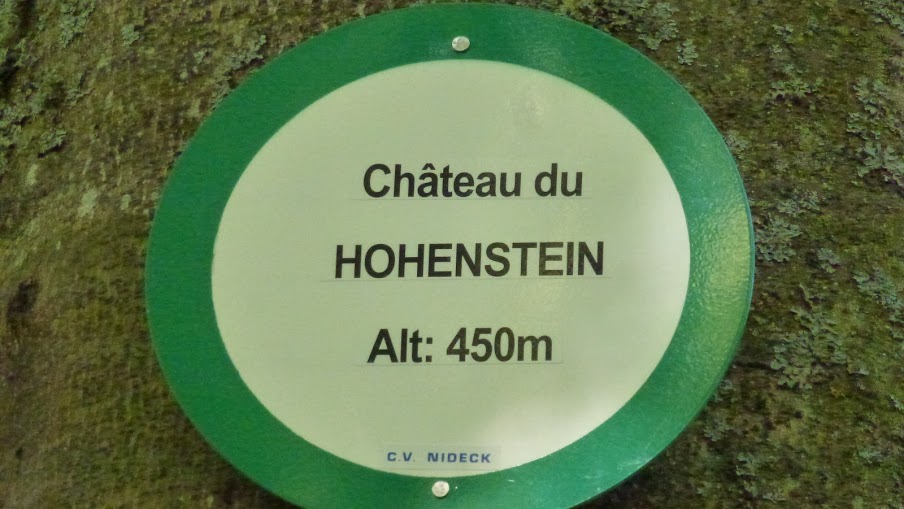 Château du
HOHENSTEIN
Alt: 450m
C.V. NIDECK